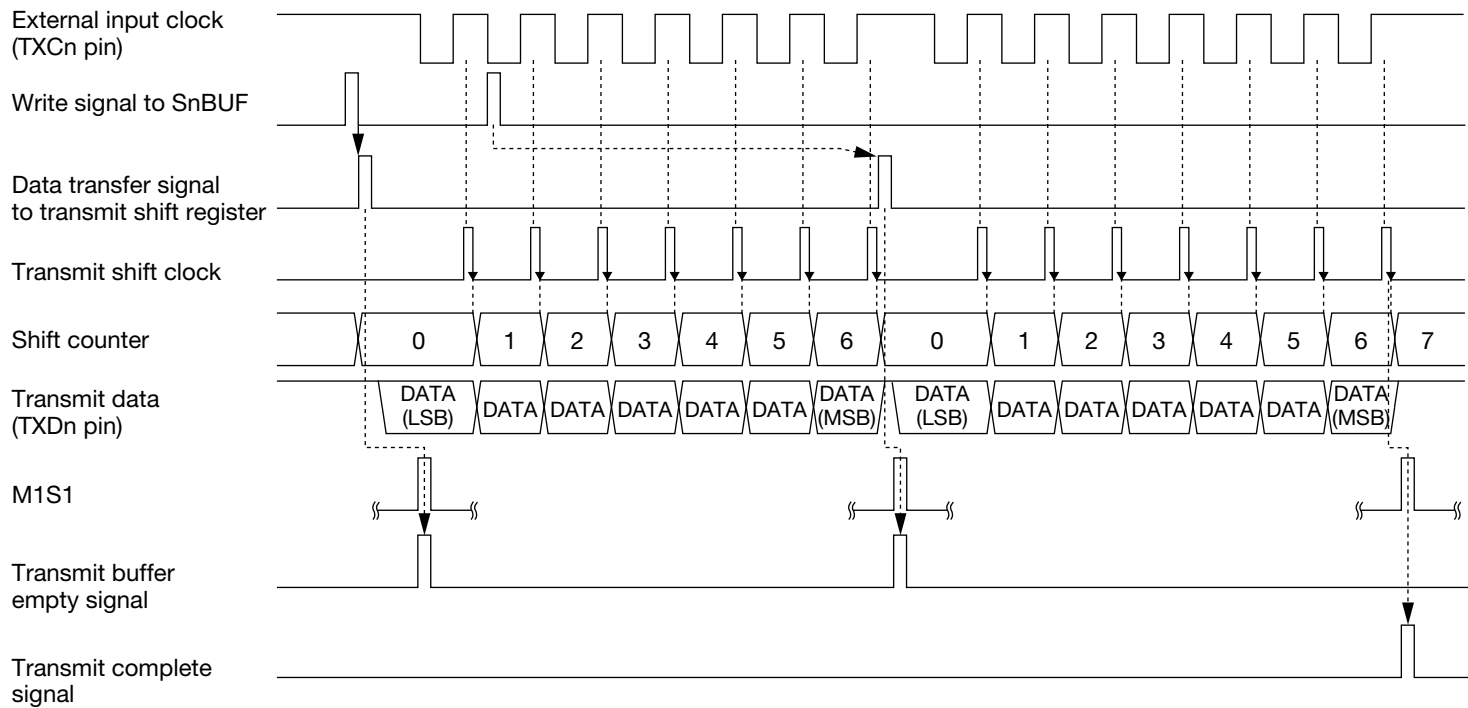 External input clock
(TXCn pin)
Write signal to SnBUF
Data transfer signal
to transmit shift register
Transmit shift clock
Shift counter
0 1 2 3 4 5 6 0 1 2 3 4 5 6 7
Transmit data
(TXDn pin)
DATA
(LSB)
DATA DATA DATA DATA DATA
DATA
(MSB)
DATA
(LSB)
DATA DATA DATA DATA DATA
DATA
(MSB)
M1S1
Transmit buffer
empty signal
Transmit complete
signal